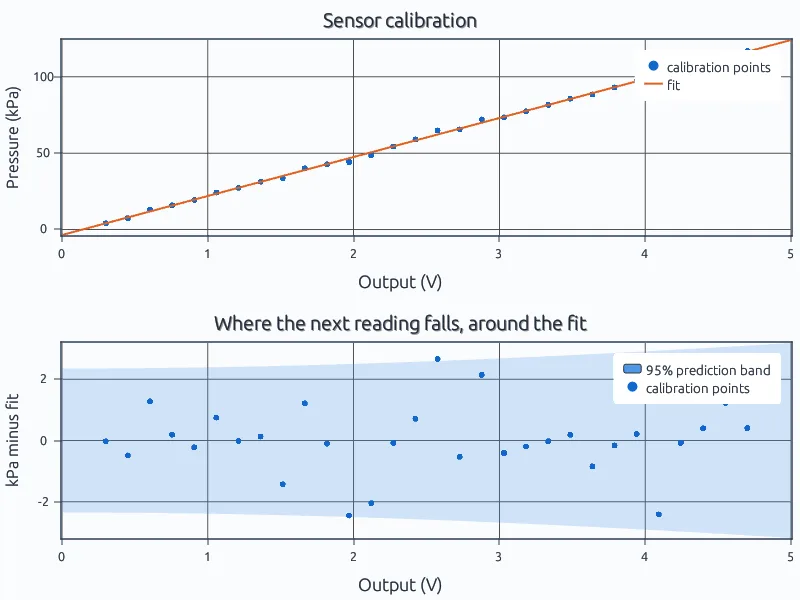 Sensor calibration
100
50
0
Pressure (kPa)
calibration points
fit
0 1 2 3 4 5
Output (V)
Where the next reading falls, around the fit
2
0
-2
kPa minus fit
95% prediction band
calibration points
0 1 2 3 4 5
Output (V)